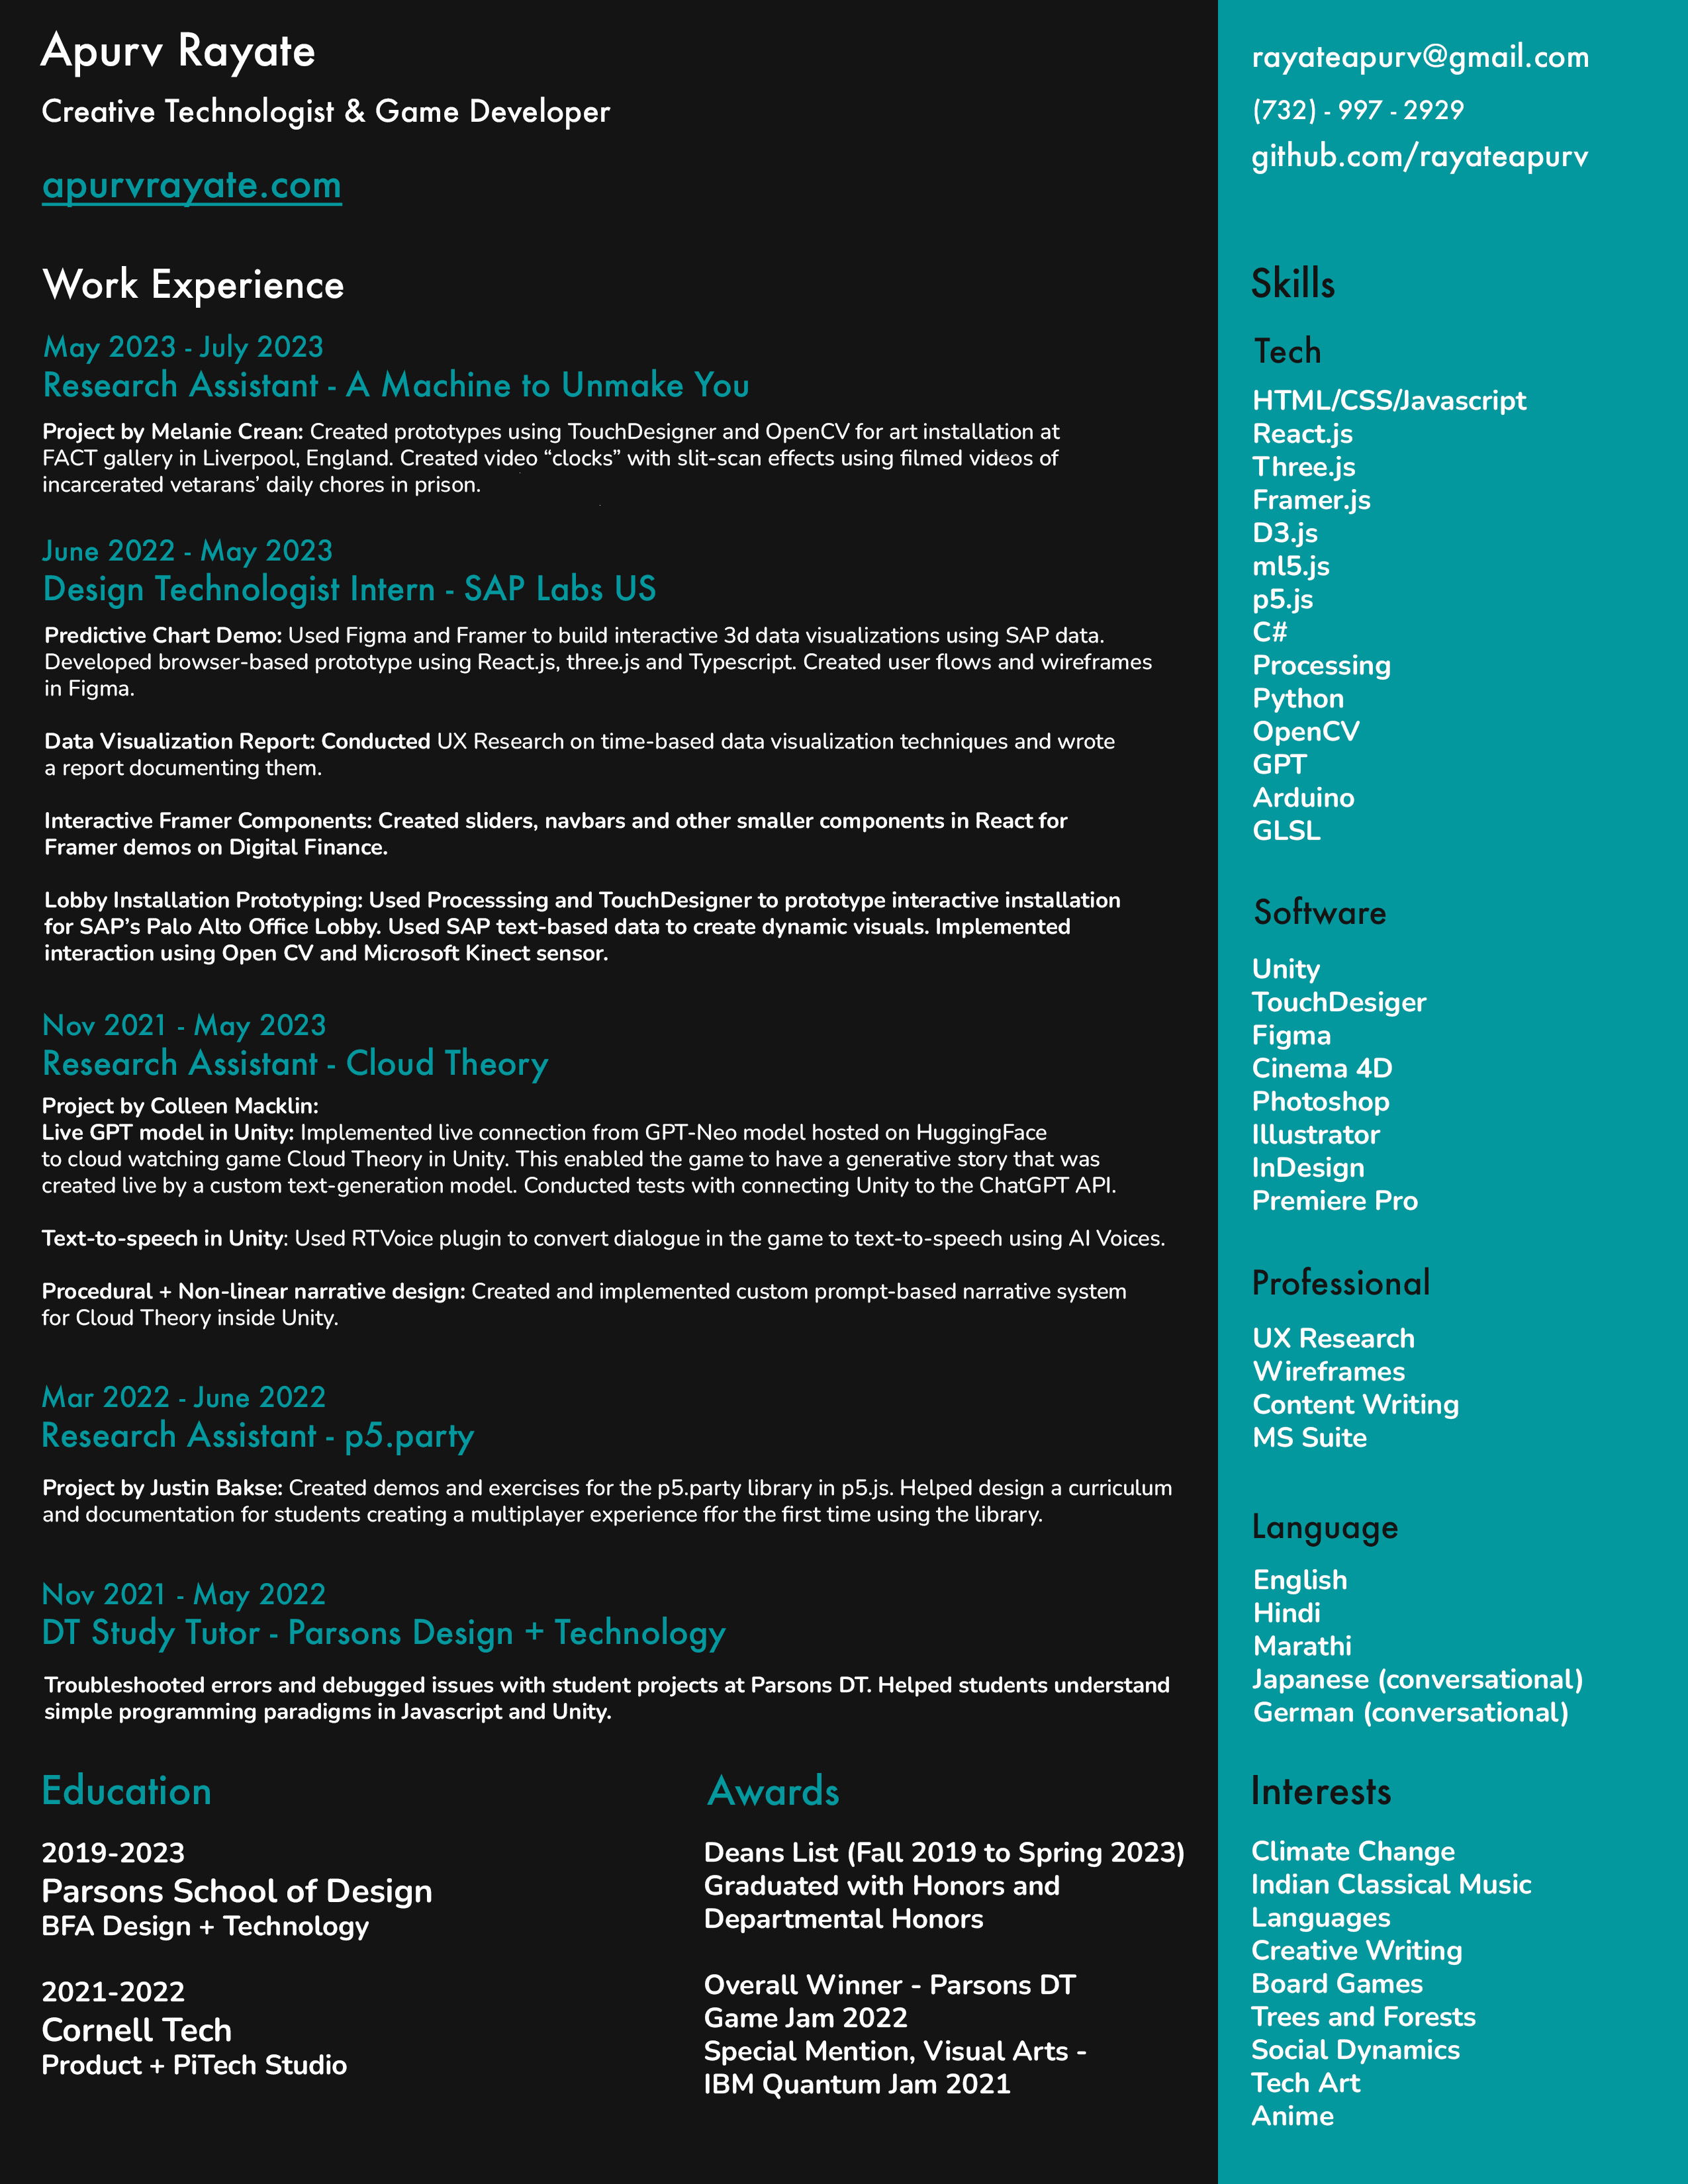 Apurv Rayate
Creative Technologist & Game Developer
apurvrayate.com
Work Experience
May 2023 - July 2023
Research Assistant - A Machine to Unmake You
Project by Melanie Crean: Created prototypes using TouchDesigner and OpenCV for art installation at
FACT gallery in Liverpool, England. Created video “clocks” with slit-scan effects using filmed videos of
incarcerated vetarans’ daily chores in prison.
June 2022 - May 2023
Design Technologist Intern - SAP Labs US
Predictive Chart Demo: Used Figma and Framer to build interactive 3d data visualizations using SAP data.
Developed browser-based prototype using React.js, three.js and Typescript. Created user flows and wireframes
in Figma.
Data Visualization Report: Conducted UX Research on time-based data visualization techniques and wrote
a report documenting them.
Interactive Framer Components: Created sliders, navbars and other smaller components in React for
Framer demos on Digital Finance.
Lobby Installation Prototyping: Used Processsing and TouchDesigner to prototype interactive installation
for SAP’s Palo Alto Office Lobby. Used SAP text-based data to create dynamic visuals. Implemented
interaction using Open CV and Microsoft Kinect sensor.
Nov 2021 - May 2023
Research Assistant - Cloud Theory
Project by Colleen Macklin:
Live GPT model in Unity: Implemented live connection from GPT-Neo model hosted on HuggingFace
to cloud watching game Cloud Theory in Unity. This enabled the game to have a generative story that was
created live by a custom text-generation model. Conducted tests with connecting Unity to the ChatGPT API.
Text-to-speech in Unity: Used RTVoice plugin to convert dialogue in the game to text-to-speech using AI Voices.
Procedural + Non-linear narrative design: Created and implemented custom prompt-based narrative system
for Cloud Theory inside Unity.
Mar 2022 - June 2022
Research Assistant - p5.party
Project by Justin Bakse: Created demos and exercises for the p5.party library in p5.js. Helped design a curriculum
and documentation for students creating a multiplayer experience ffor the first time using the library.
Nov 2021 - May 2022
DT Study Tutor - Parsons Design + Technology
Troubleshooted errors and debugged issues with student projects at Parsons DT. Helped students understand
simple programming paradigms in Javascript and Unity.
Education
2019-2023
Parsons School of Design
BFA Design + Technology
2021-2022
Cornell Tech
Product + PiTech Studio
Awards
Deans List (Fall 2019 to Spring 2023)
Graduated with Honors and
Departmental Honors
Overall Winner - Parsons DT
Game Jam 2022
Special Mention, Visual Arts -
IBM Quantum Jam 2021
rayateapurv@gmail.com
(732) - 997 - 2929
github.com/rayateapurv
Skills
Tech
HTML/CSS/Javascript
React.js
Three.js
Framer.js
D3.js
ml5.js
p5.js
C#
Processing
Python
OpenCV
GPT
Arduino
GLSL
Software
Unity
TouchDesiger
Figma
Cinema 4D
Photoshop
Illustrator
InDesign
Premiere Pro
Professional
UX Research
Wireframes
Content Writing
MS Suite
Language
English
Hindi
Marathi
Japanese (conversational)
German (conversational)
Interests
Climate Change
Indian Classical Music
Languages
Creative Writing
Board Games
Trees and Forests
Social Dynamics
Tech Art
Anime